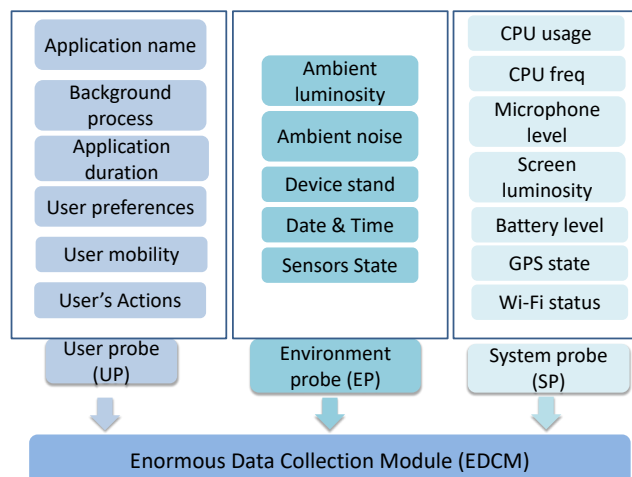 Application name
Background
process
Application
duration
User preferences
User mobility
User's Actions
User probe
(UP)
Ambient
luminosity
Ambient noise
Device stand
Date & Time
Sensors State
Environment
probe (EP)
CPU usage
CPU freq
Microphone
level
Screen
luminosity
Battery level
GPS state
Wi-Fi status
System probe
(SP)
Enormous Data Collection Module (EDCM)